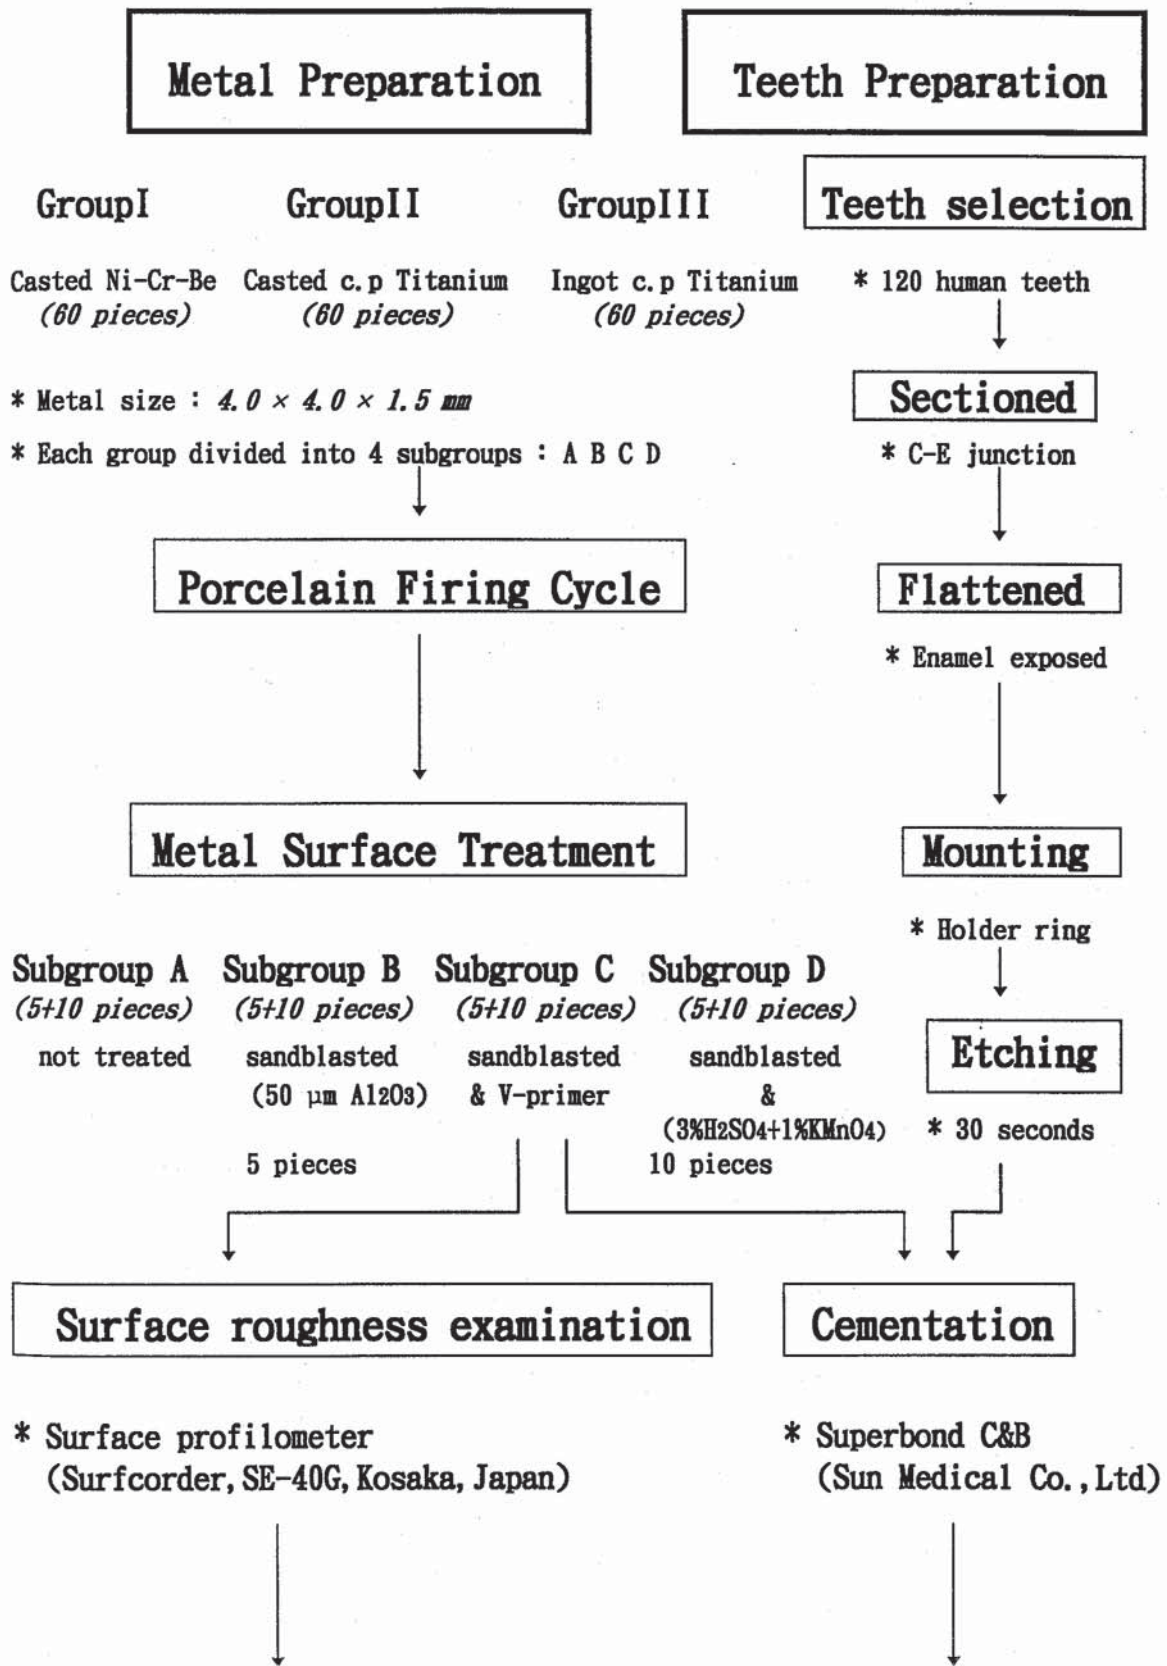 Metal Preparation
Teeth Preparation
GroupI GroupII GroupIII
Teeth selection
Casted Ni-Cr-Be Casted c.p Titanium Ingot c.p Titanium
(60 pieces) (60 pieces) (60 pieces)
* 120 human teeth
Sectioned
* Metal size : 4.0 × 4.0 × 1.5 mm
* Each group divided into 4 subgroups : A B C D
* C-E junction
Porcelain Firing Cycle
Flattened
* Enamel exposed
Metal Surface Treatment
Mounting
* Holder ring
Subgroup A Subgroup B Subgroup C Subgroup D
(5+10 pieces) (5+10 pieces) (5+10 pieces) (5+10 pieces)
Etching
not treated sandblasted sandblasted sandblasted
(50 μm Al2O3) & V-primer &
(3%H2SO4+1%KMnO4)
* 30 seconds
5 pieces 10 pieces
Surface roughness examination
Cementation
* Surface profilometer
(Surfcorder, SE-40G, Kosaka, Japan)
* Superbond C&B
(Sun Medical Co., Ltd)